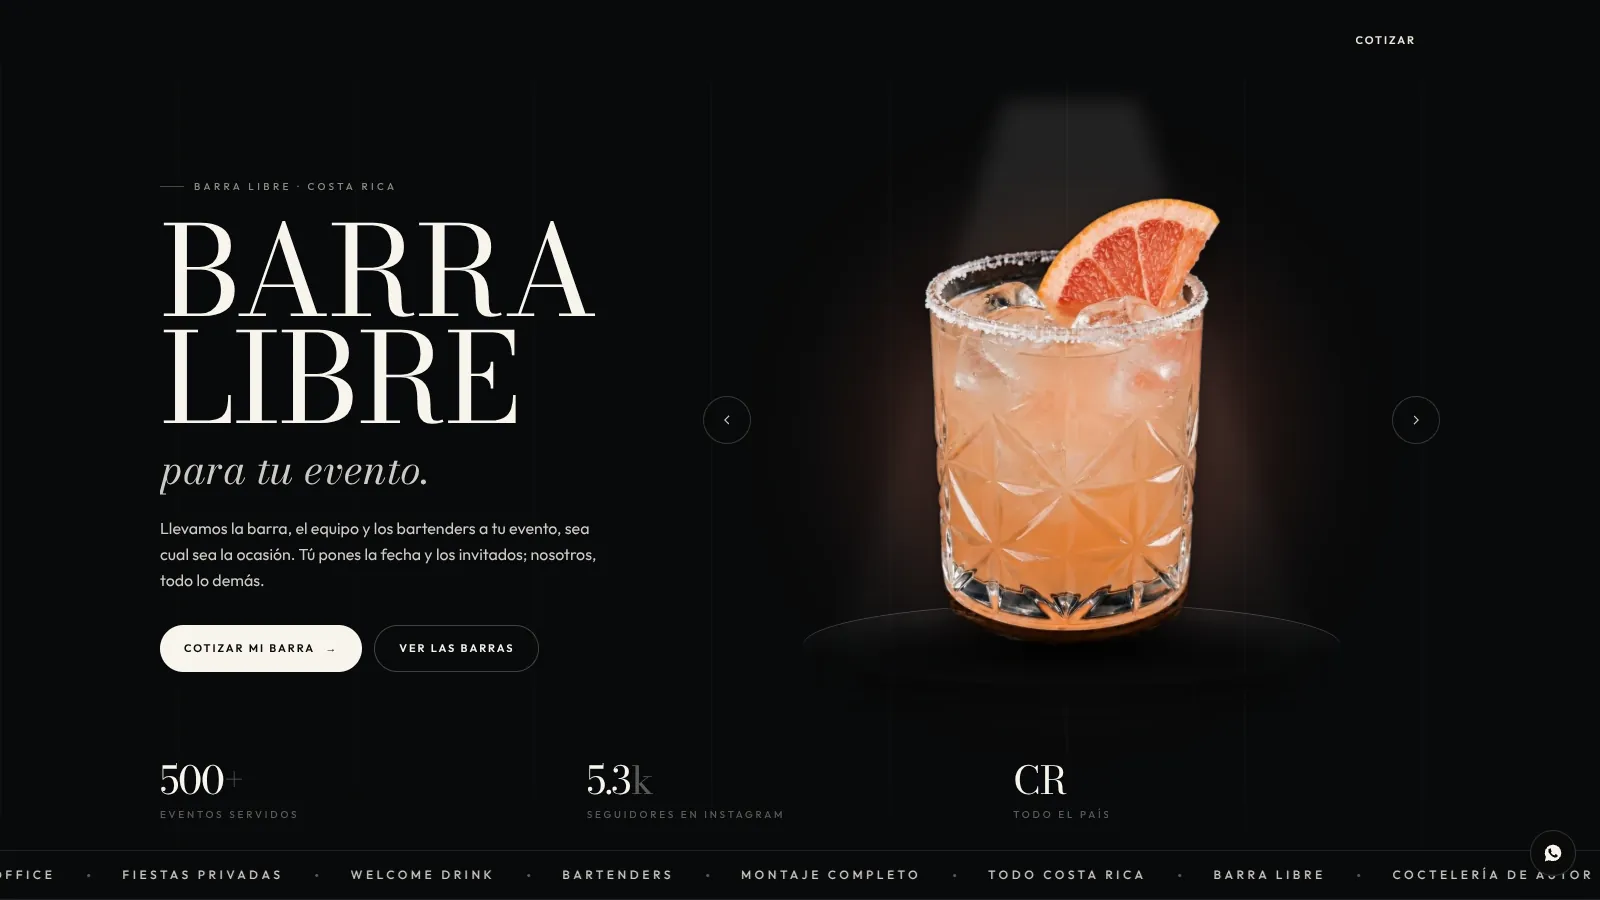 COTIZAR
BARRA LIBRE · COSTA RICA
BARRA
LIBRE
para tu evento.
Llevamos la barra, el equipo y los bartenders a tu evento, sea
cual sea la ocasión. Tú pones la fecha y los invitados; nosotros,
todo lo demás.
COTIZAR MI BARRA →
VER LAS BARRAS
500+
EVENTOS SERVIDOS
5.3k
SEGUIDORES EN INSTAGRAM
CR
TODO EL PAÍS
OFFICE • FIESTAS PRIVADAS • WELCOME DRINK • BARTENDERS • MONTAJE COMPLETO • TODO COSTA RICA • BARRA LIBRE • COCTELERÍA DE AUTOR